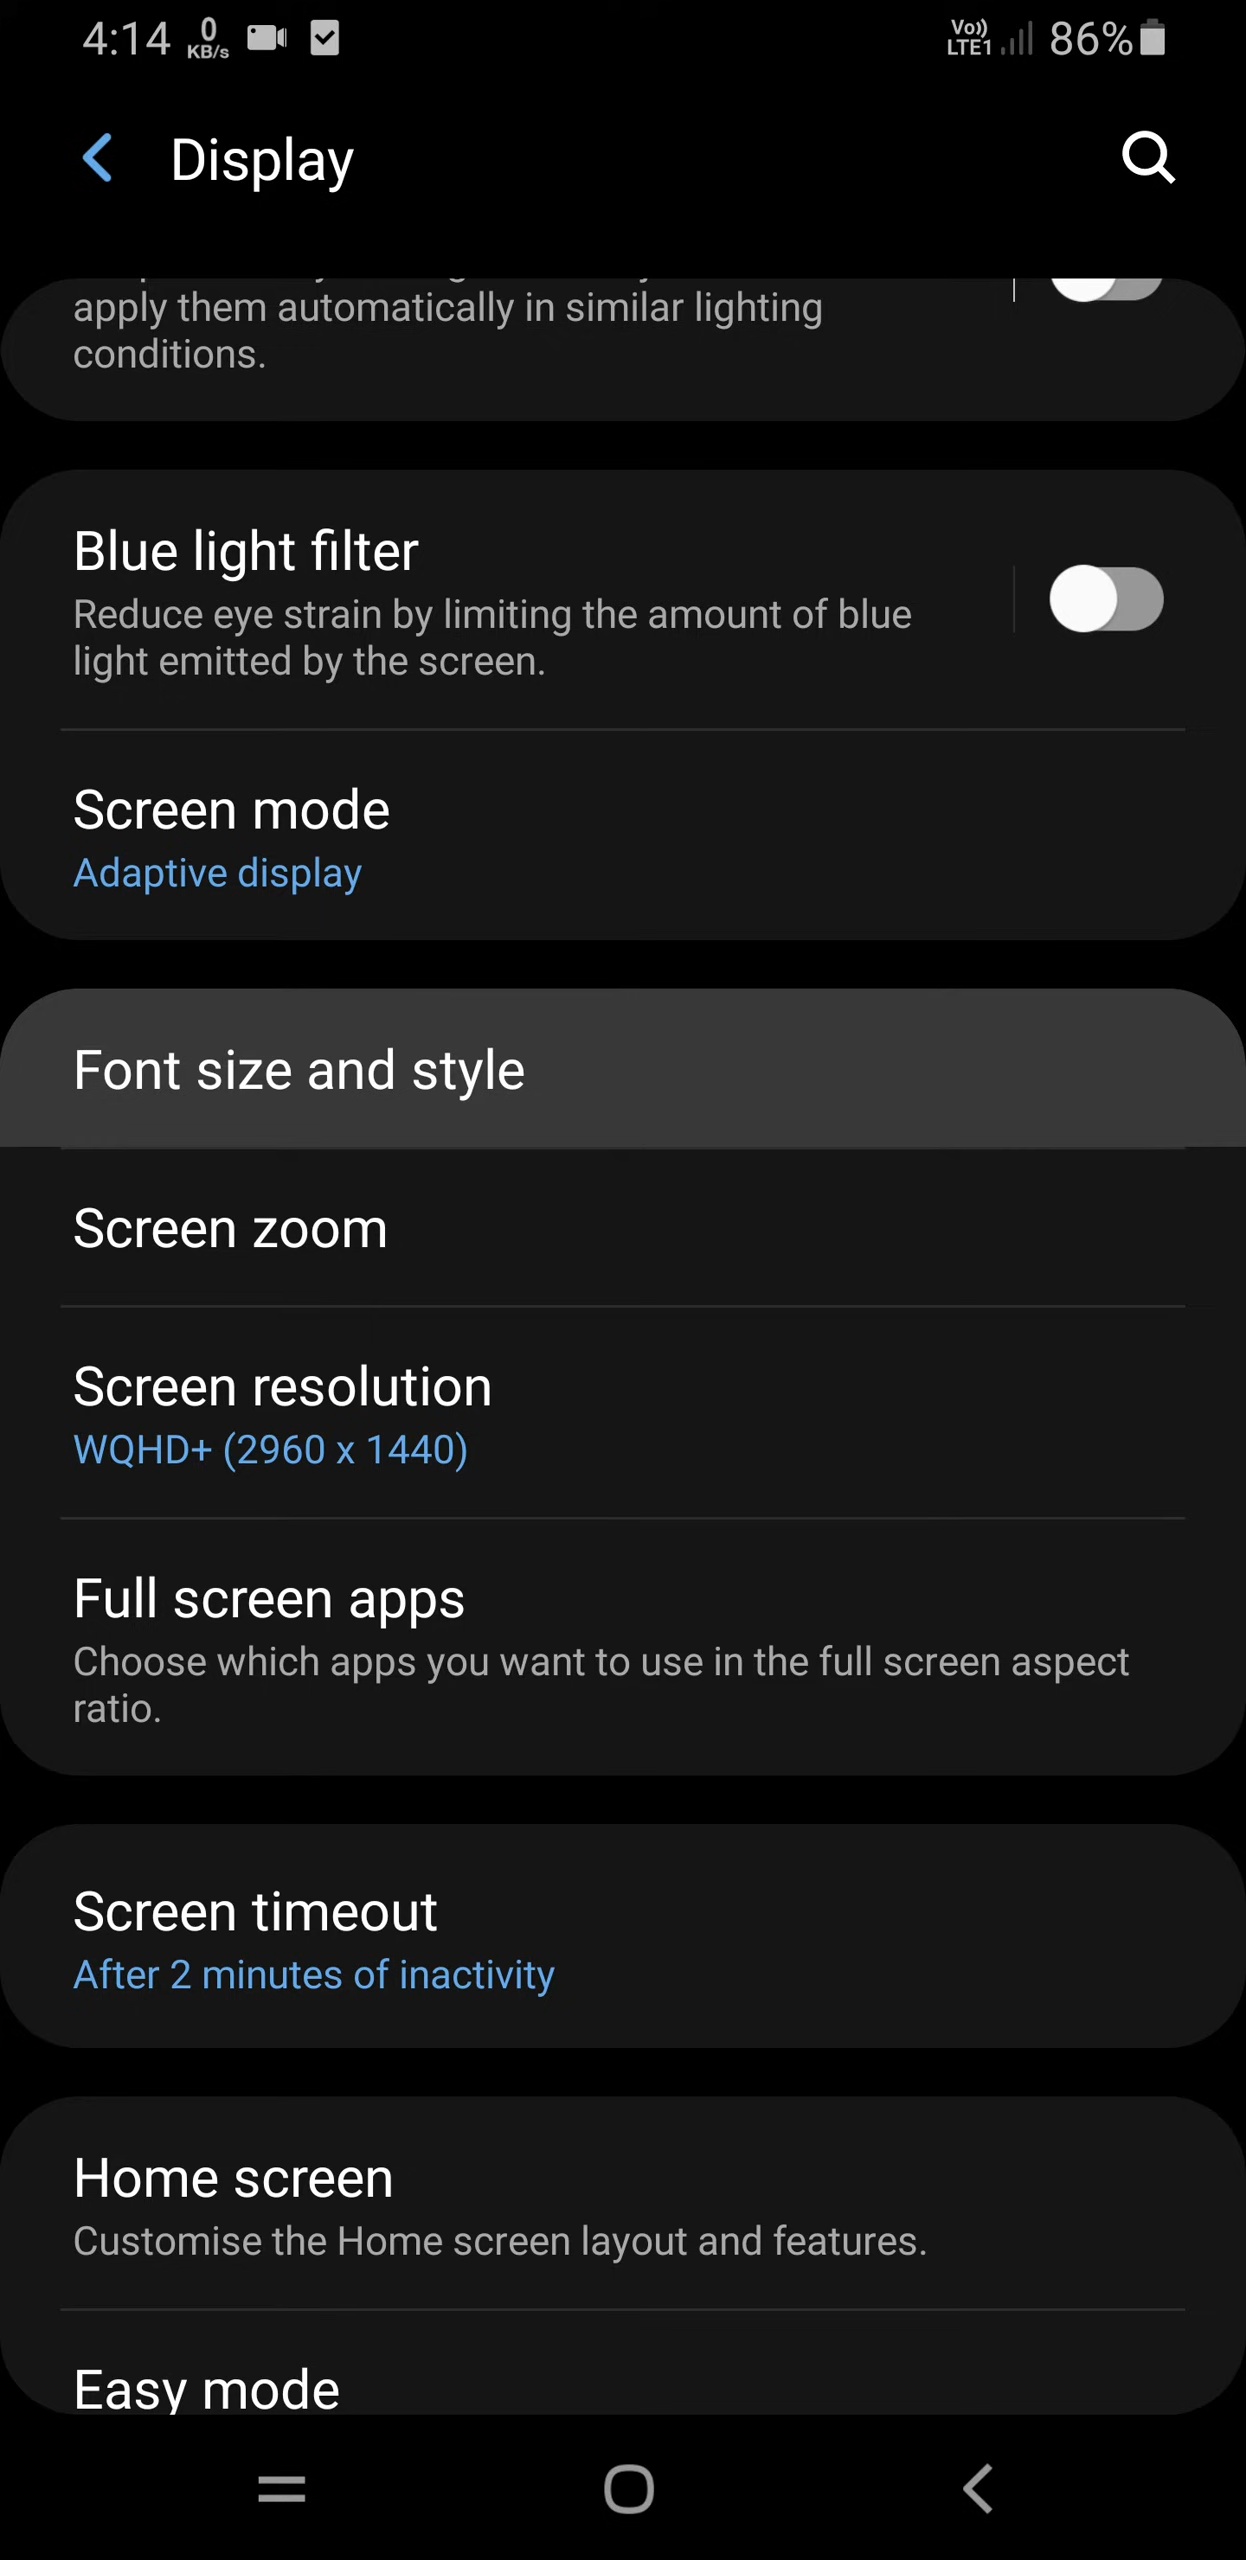 4:14 0 KB/s Vo)) LTE1 86%
Display
apply them automatically in similar lighting
conditions.
Blue light filter
Reduce eye strain by limiting the amount of blue
light emitted by the screen.
Screen mode
Adaptive display
Font size and style
Screen zoom
Screen resolution
WQHD+ (2960 x 1440)
Full screen apps
Choose which apps you want to use in the full screen aspect
ratio.
Screen timeout
After 2 minutes of inactivity
Home screen
Customise the Home screen layout and features.
Easy mode